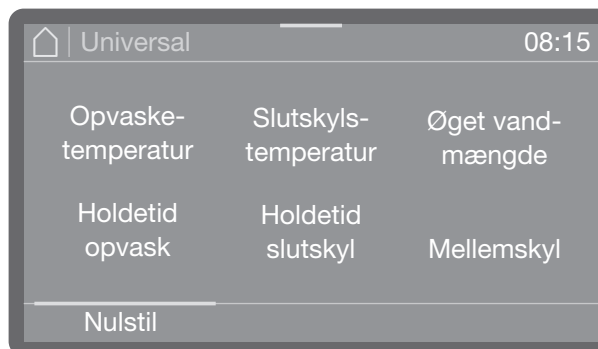 Universal 08:15
Opvaske- Slutskyls- Øget vand-
temperatur temperatur mængde
Holdetid Holdetid
opvask slutskyl Mellemskyl
Nulstil